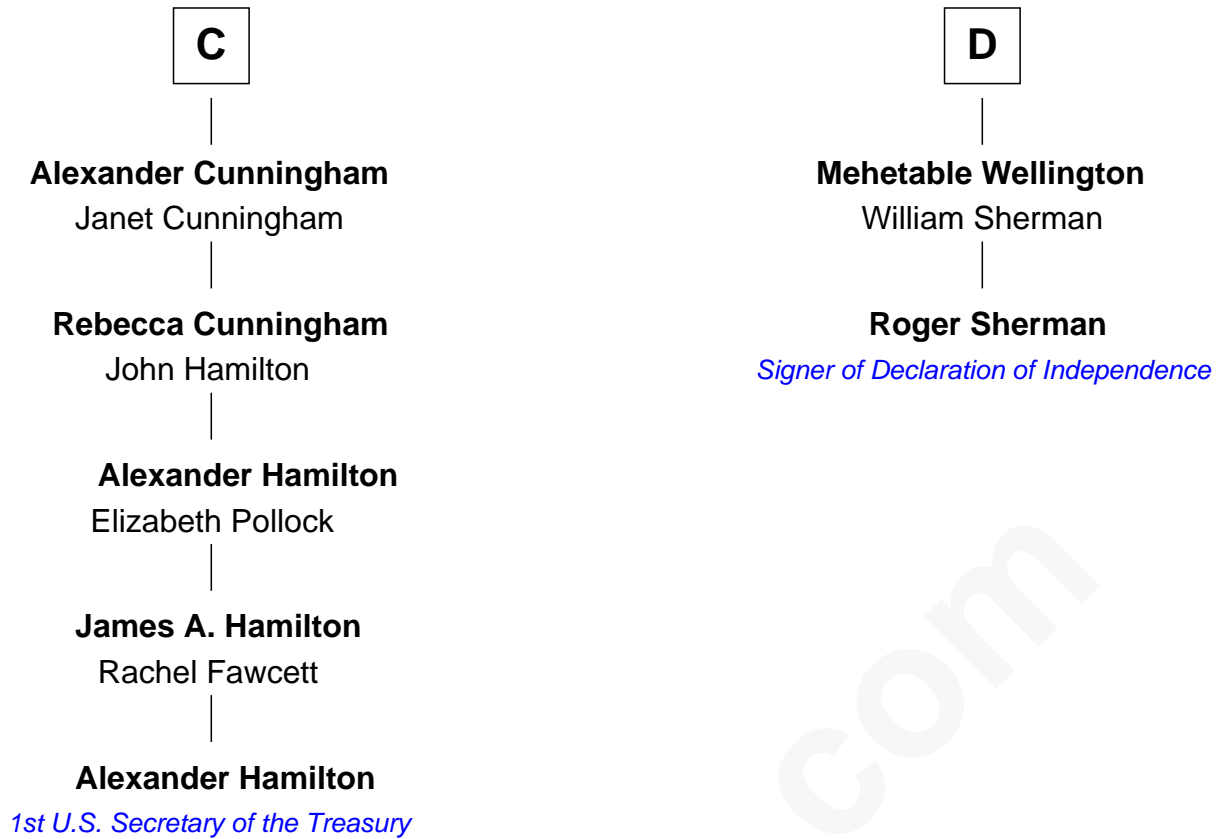 C
Alexander Cunningham
Janet Cunningham
Rebecca Cunningham
John Hamilton
Alexander Hamilton
Elizabeth Pollock
James A. Hamilton
Rachel Fawcett
Alexander Hamilton
1st U.S. Secretary of the Treasury
D
Mehetable Wellington
William Sherman
Roger Sherman
Signer of Declaration of Independence
com